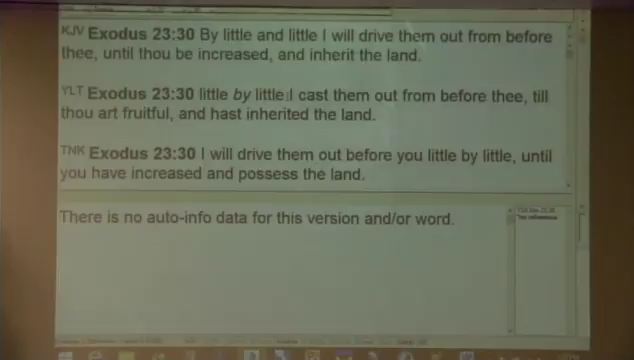 KJV Exodus 23:30 By little and little I will drive them out from before
thee, until thou be increased, and inherit the land.
YLT Exodus 23:30 little by little I cast them out from before thee, till
thou art fruitful, and hast inherited the land.
TNK Exodus 23:30 I will drive them out before you little by little, until
you have increased and possess the land.
There is no auto-info data for this version and/or word.